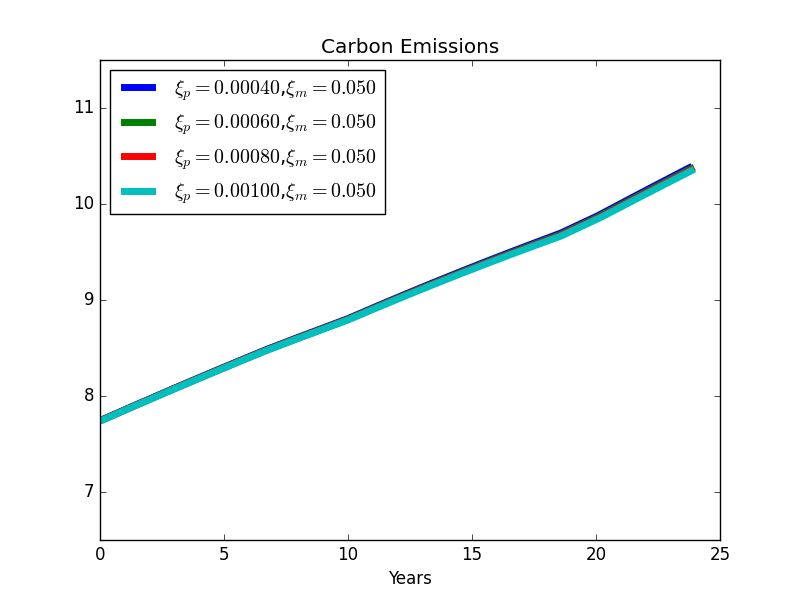 Carbon Emissions
ξₚ = 0.00040,ξₘ = 0.050
ξₚ = 0.00060,ξₘ = 0.050
ξₚ = 0.00080,ξₘ = 0.050
ξₚ = 0.00100,ξₘ = 0.050
11
10
9
8
7
0 5 10 15 20 25
Years